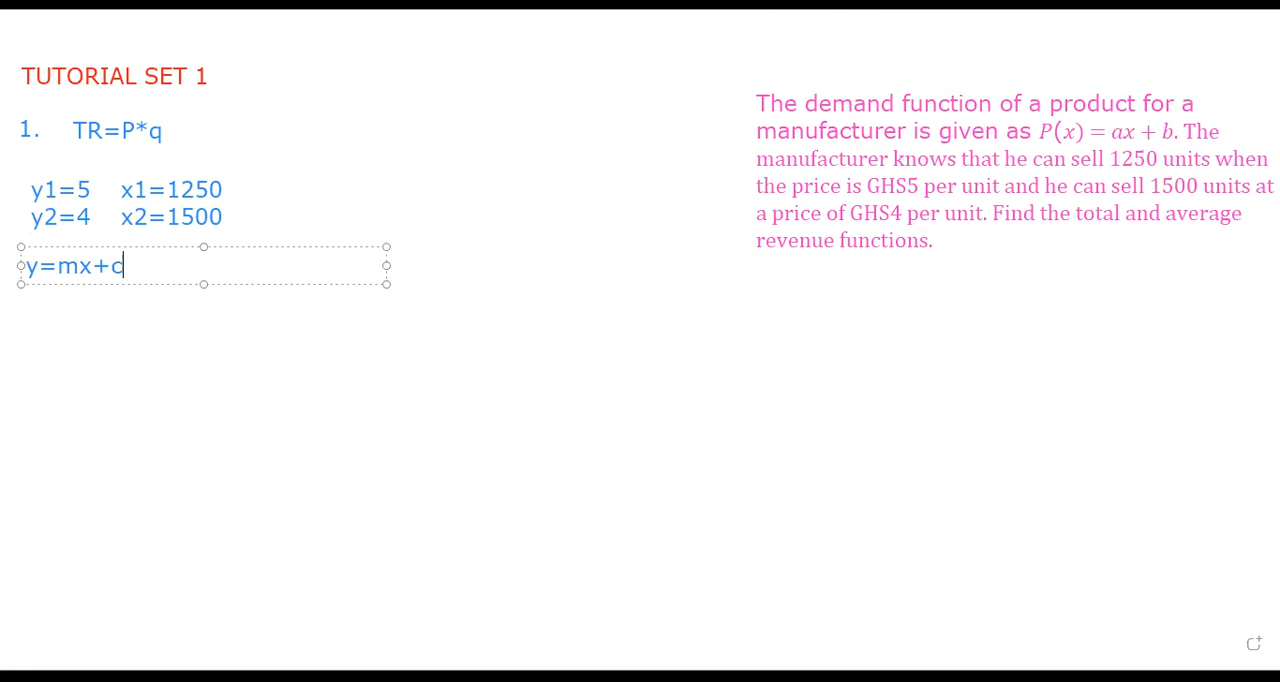 TUTORIAL SET 1
1. TR=P*q
y1=5 x1=1250
y2=4 x2=1500
y=mx+c
The demand function of a product for a
manufacturer is given as P(x) = ax + b. The
manufacturer knows that he can sell 1250 units when
the price is GHS5 per unit and he can sell 1500 units at
a price of GHS4 per unit. Find the total and average
revenue functions.